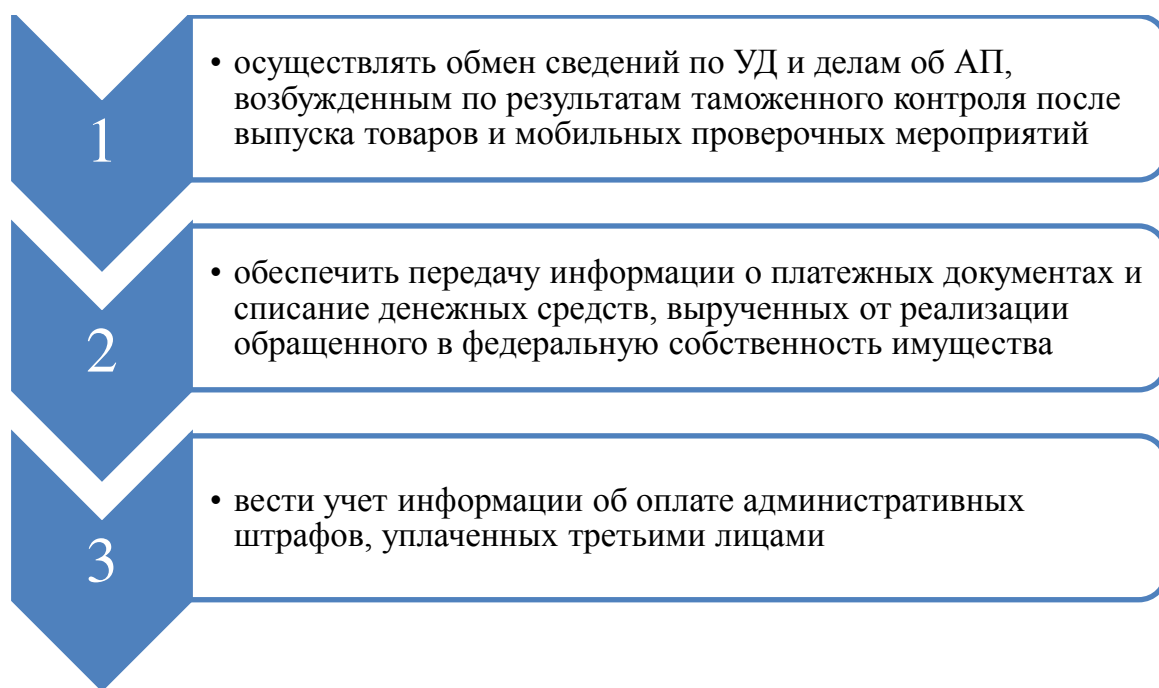 1
• осуществлять обмен сведений по УД и делам об АП,
возбужденным по результатам таможенного контроля после
выпуска товаров и мобильных проверочных мероприятий
2
• обеспечить передачу информации о платежных документах и
списание денежных средств, вырученных от реализации
обращенного в федеральную собственность имущества
3
• вести учет информации об оплате административных
штрафов, уплаченных третьими лицами